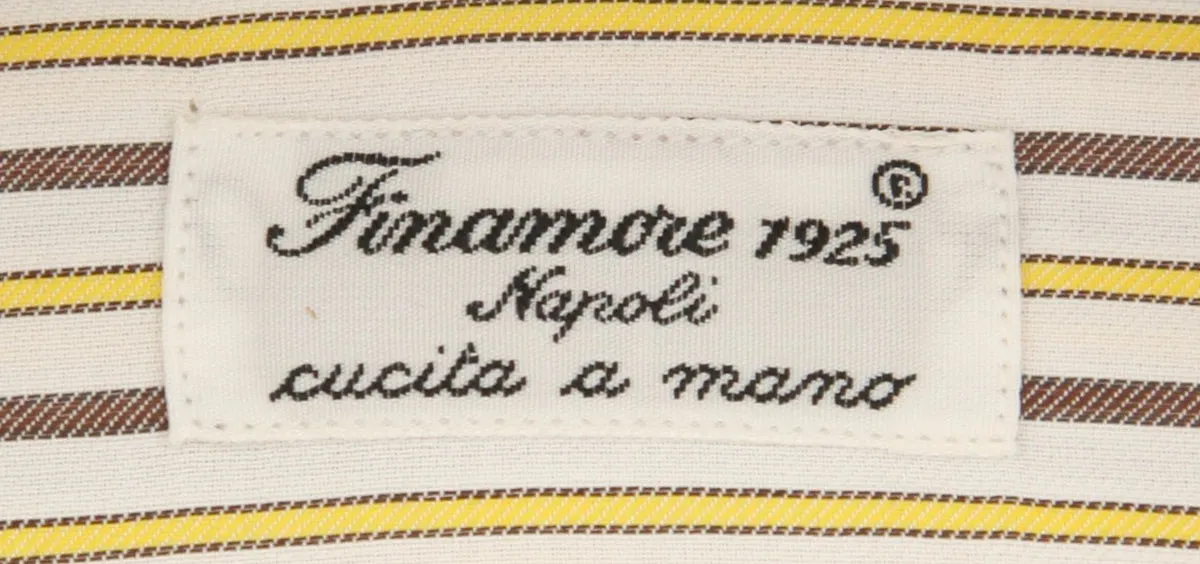 Finamore 1925 ®
Napoli
cucita a mano